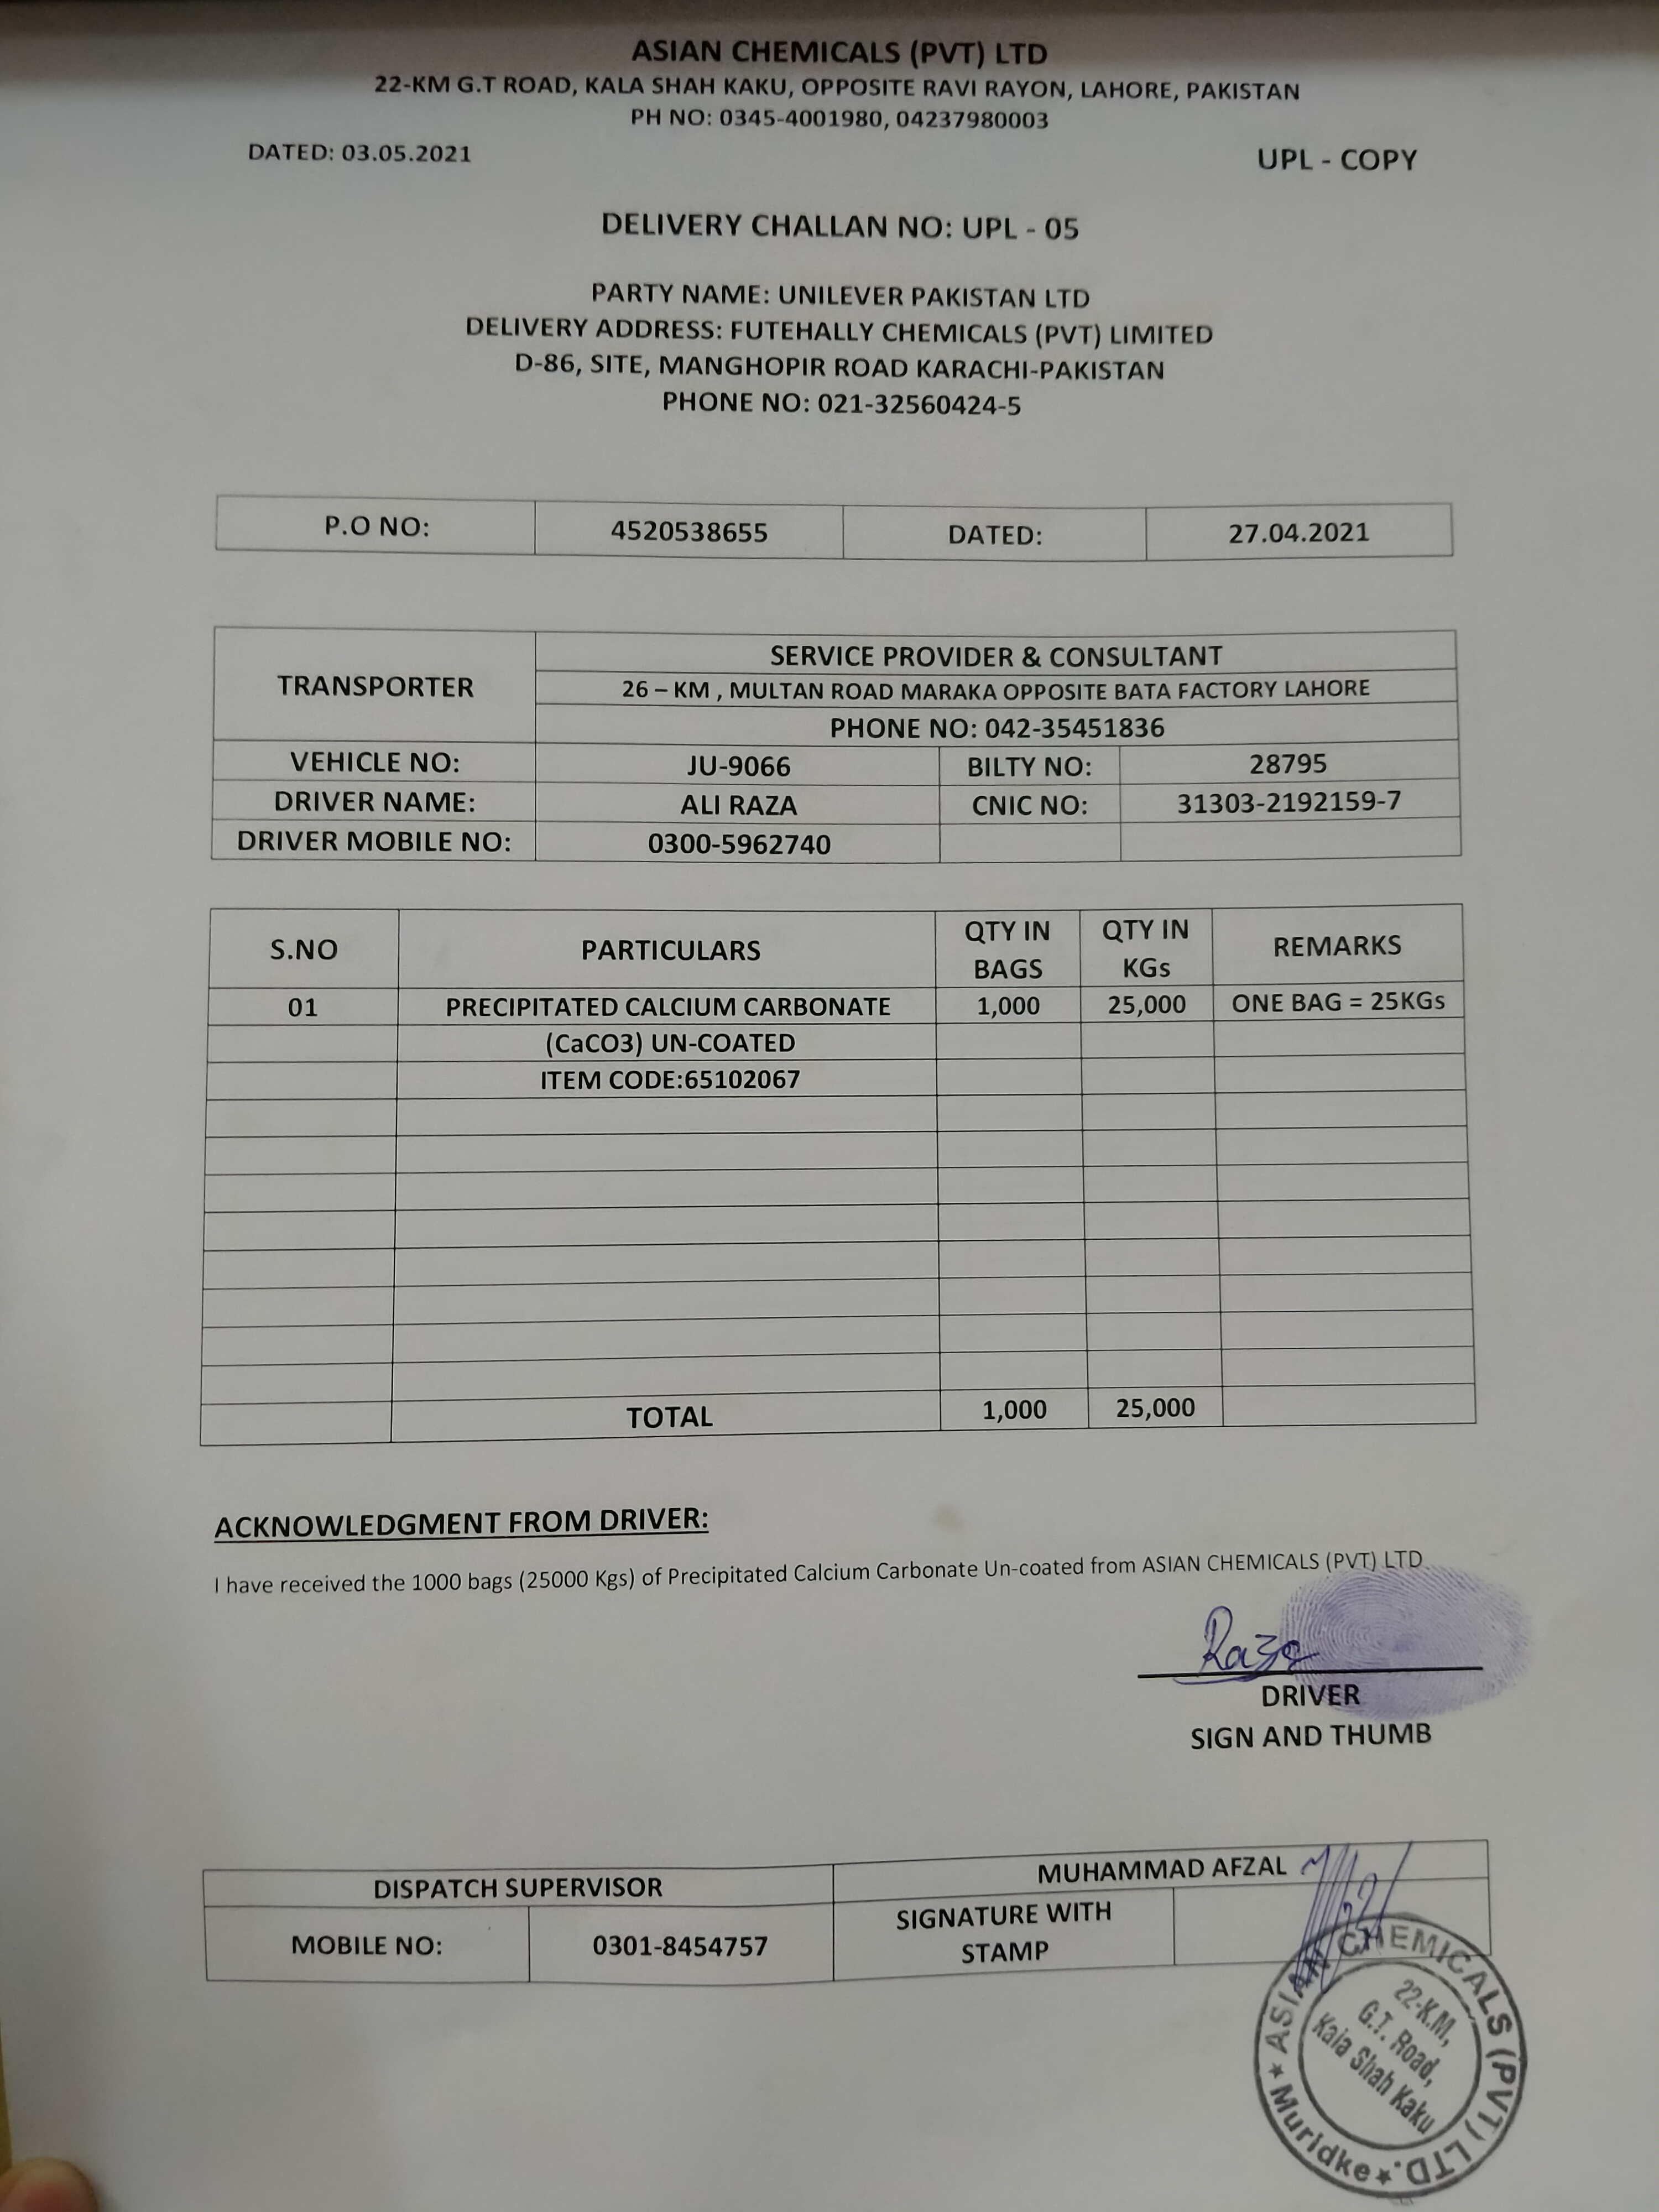 ASIAN CHEMICALS (PVT) LTD
22-KM G.T ROAD, KALA SHAH KAKU, OPPOSITE RAVI RAYON, LAHORE, PAKISTAN
PH NO: 0345-4001980, 04237980003
DATED: 03.05.2021 UPL - COPY
DELIVERY CHALLAN NO: UPL - 05
PARTY NAME: UNILEVER PAKISTAN LTD
DELIVERY ADDRESS: FUTEHALLY CHEMICALS (PVT) LIMITED
D-86, SITE, MANGHOPIR ROAD KARACHI-PAKISTAN
PHONE NO: 021-32560424-5
P.O NO: 4520538655 DATED: 27.04.2021
TRANSPORTER
SERVICE PROVIDER & CONSULTANT
26 – KM , MULTAN ROAD MARAKA OPPOSITE BATA FACTORY LAHORE
PHONE NO: 042-35451836
VEHICLE NO: JU-9066 BILTY NO: 28795
DRIVER NAME: ALI RAZA CNIC NO: 31303-2192159-7
DRIVER MOBILE NO: 0300-5962740
S.NO PARTICULARS QTY IN BAGS QTY IN KGs REMARKS
01 PRECIPITATED CALCIUM CARBONATE 1,000 25,000 ONE BAG = 25KGs
(CaCO3) UN-COATED
ITEM CODE:65102067
TOTAL 1,000 25,000
ACKNOWLEDGMENT FROM DRIVER:
I have received the 1000 bags (25000 Kgs) of Precipitated Calcium Carbonate Un-coated from ASIAN CHEMICALS (PVT) LTD
Raza
DRIVER
SIGN AND THUMB
DISPATCH SUPERVISOR MUHAMMAD AFZAL
MOBILE NO: 0301-8454757 SIGNATURE WITH STAMP
ASIAN CHEMICALS (PVT) LTD.
Muridke
22-K.M,
G.T. Road,
Kala Shah Kaku